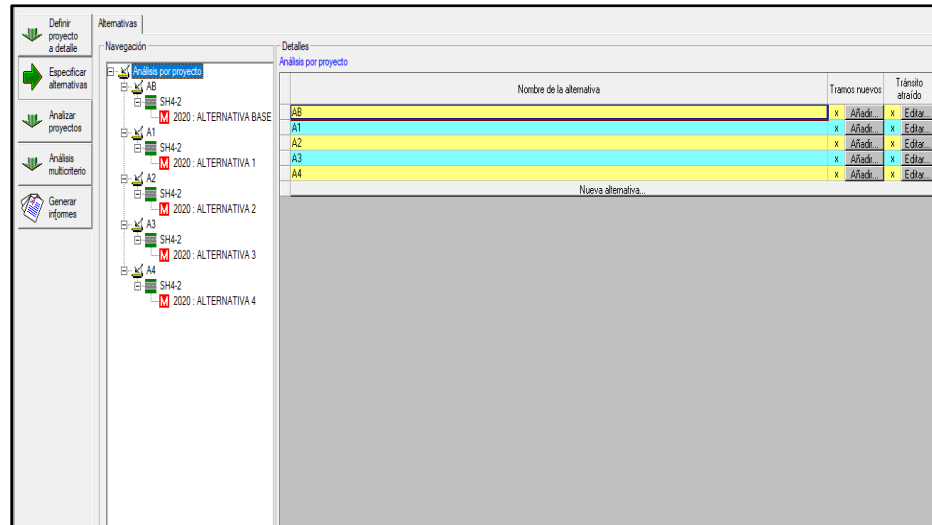 Definir
proyecto
a detalle
Especificar
alternativas
Analizar
proyectos
Análisis
multicriterio
Generar
informes
Alternativas
Navegación
Análisis por proyecto
AB
SH4-2
M 2020 : ALTERNATIVA BASE
A1
SH4-2
M 2020 : ALTERNATIVA 1
A2
SH4-2
M 2020 : ALTERNATIVA 2
A3
SH4-2
M 2020 : ALTERNATIVA 3
A4
SH4-2
M 2020 : ALTERNATIVA 4
Detalles
Análisis por proyecto
Nombre de la alternativa Tramos nuevos Tránsito atraído
AB x Añadir... x Editar...
A1 x Añadir... x Editar...
A2 x Añadir... x Editar...
A3 x Añadir... x Editar...
A4 x Añadir... x Editar...
Nueva alternativa...